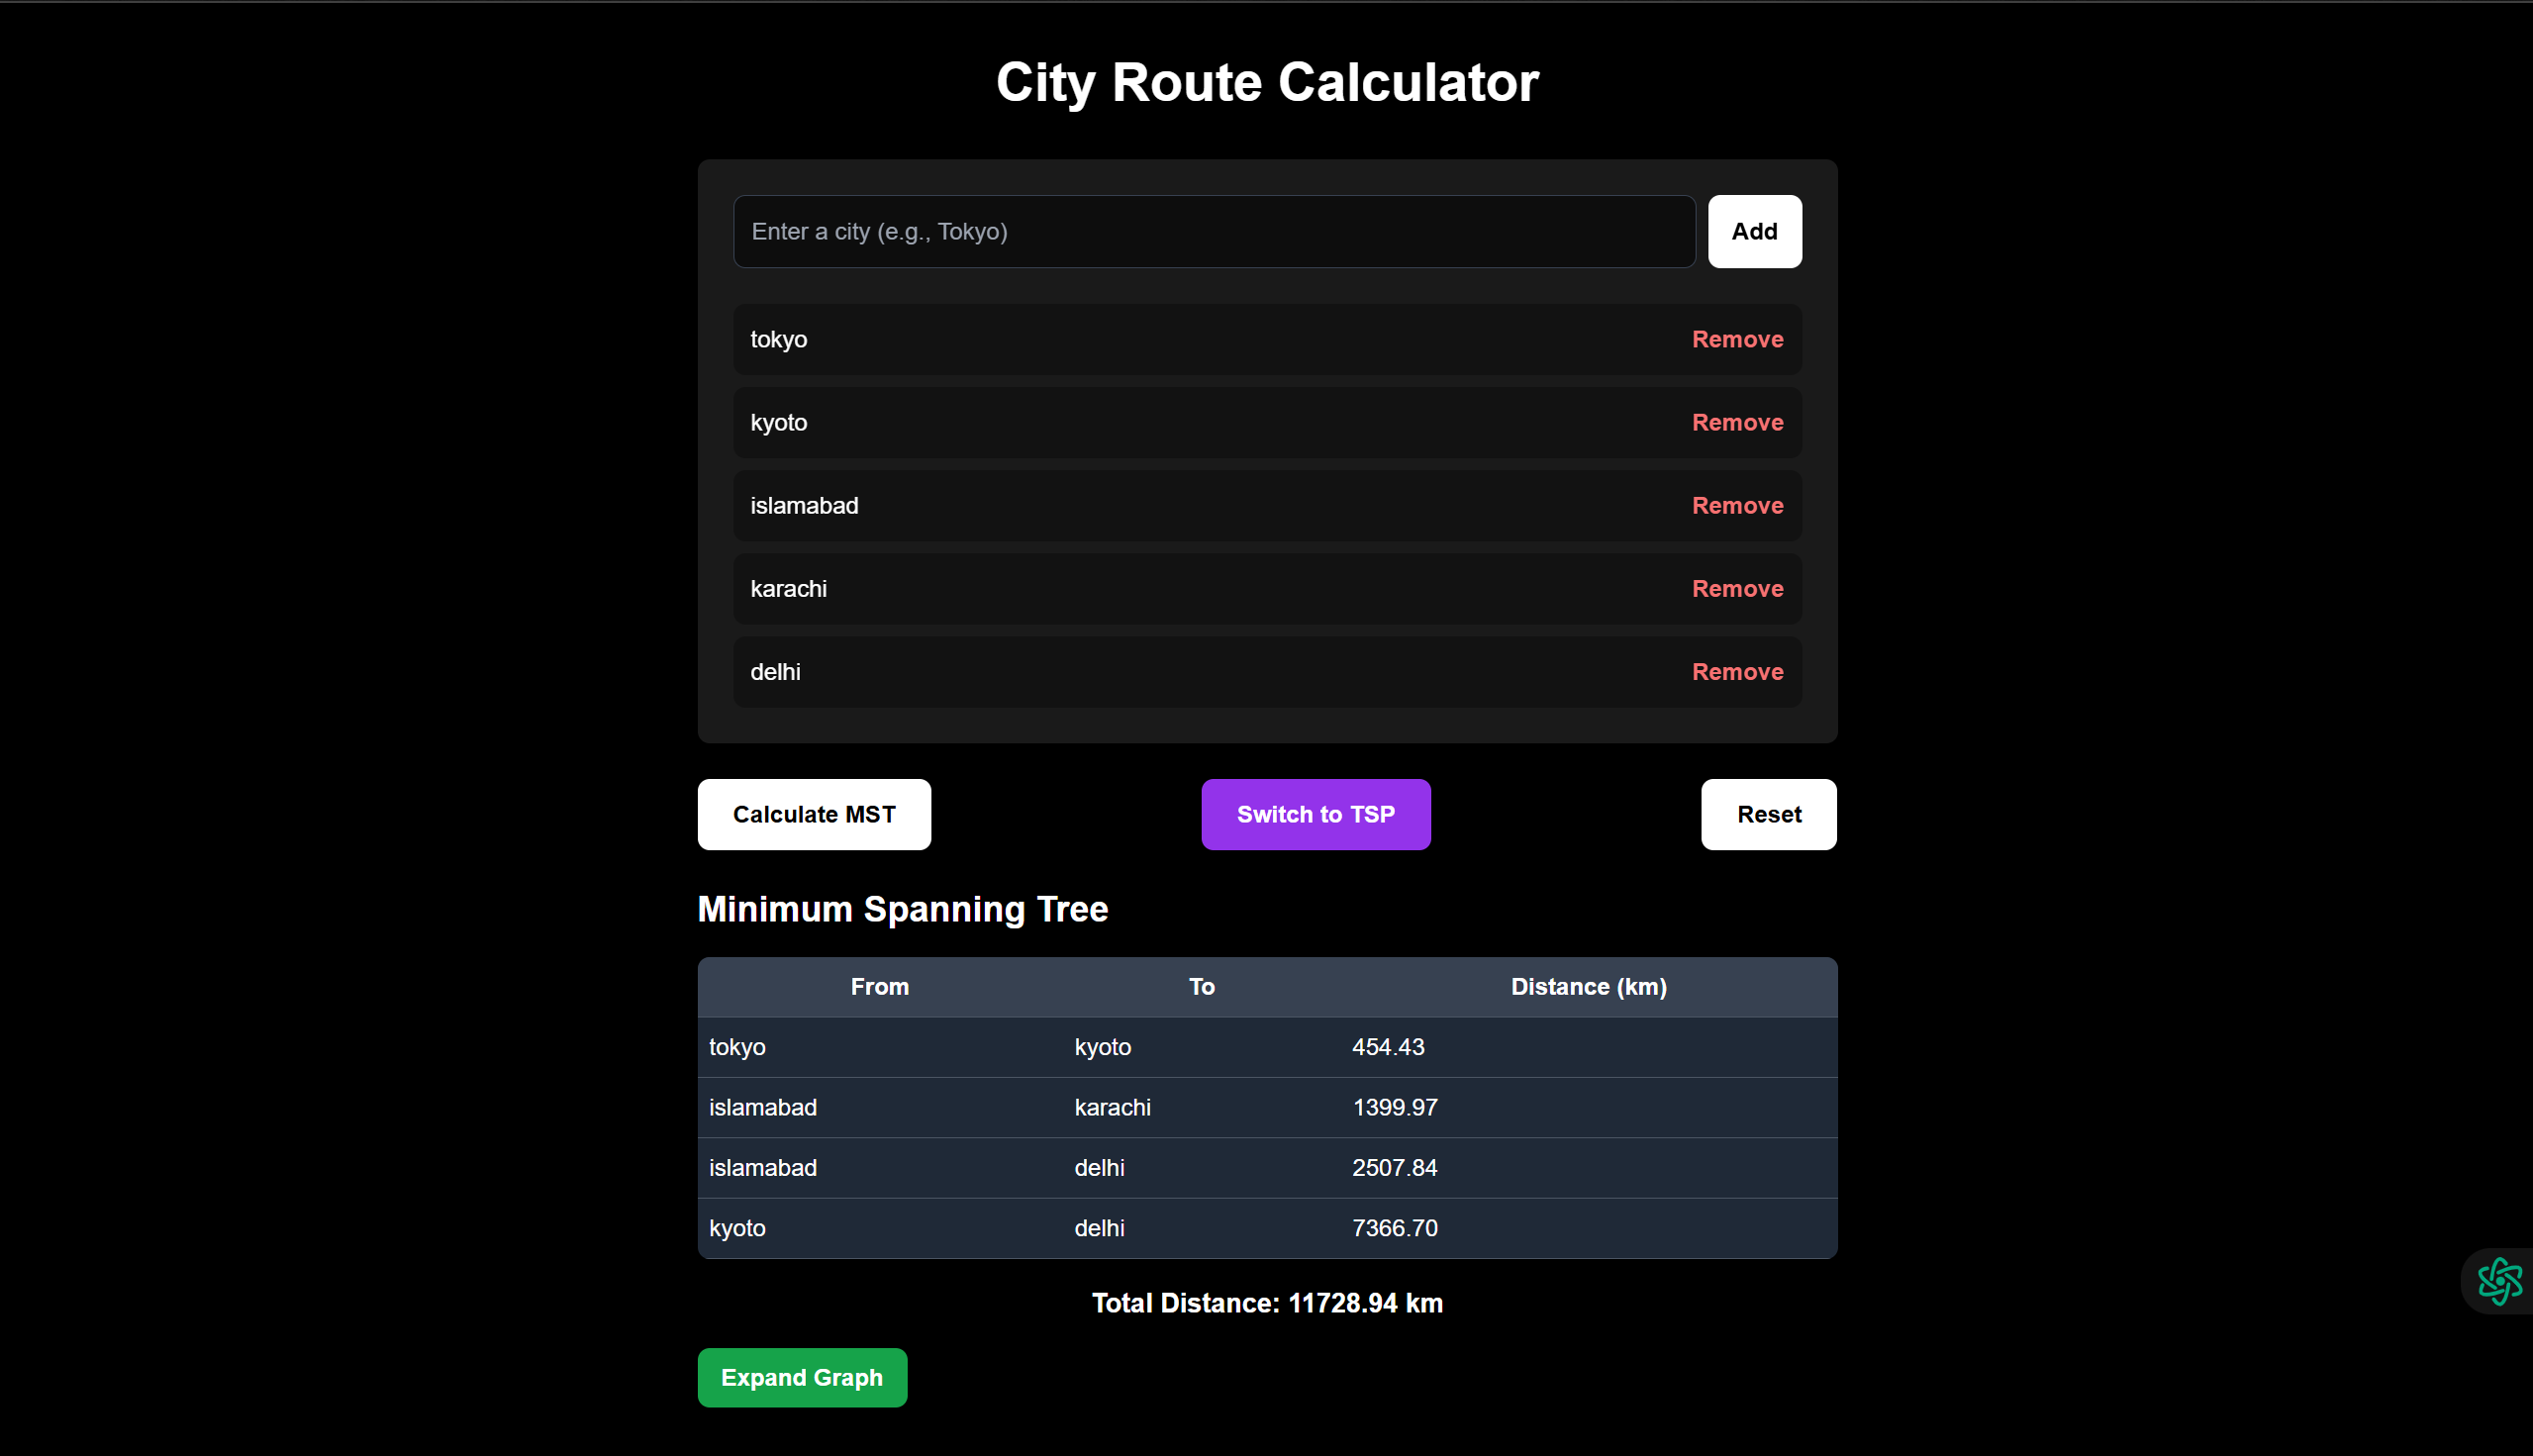 City Route Calculator
Enter a city (e.g., Tokyo) Add
tokyo Remove
kyoto Remove
islamabad Remove
karachi Remove
delhi Remove
Calculate MST Switch to TSP Reset
Minimum Spanning Tree
From To Distance (km)
tokyo kyoto 454.43
islamabad karachi 1399.97
islamabad delhi 2507.84
kyoto delhi 7366.70
Total Distance: 11728.94 km
Expand Graph